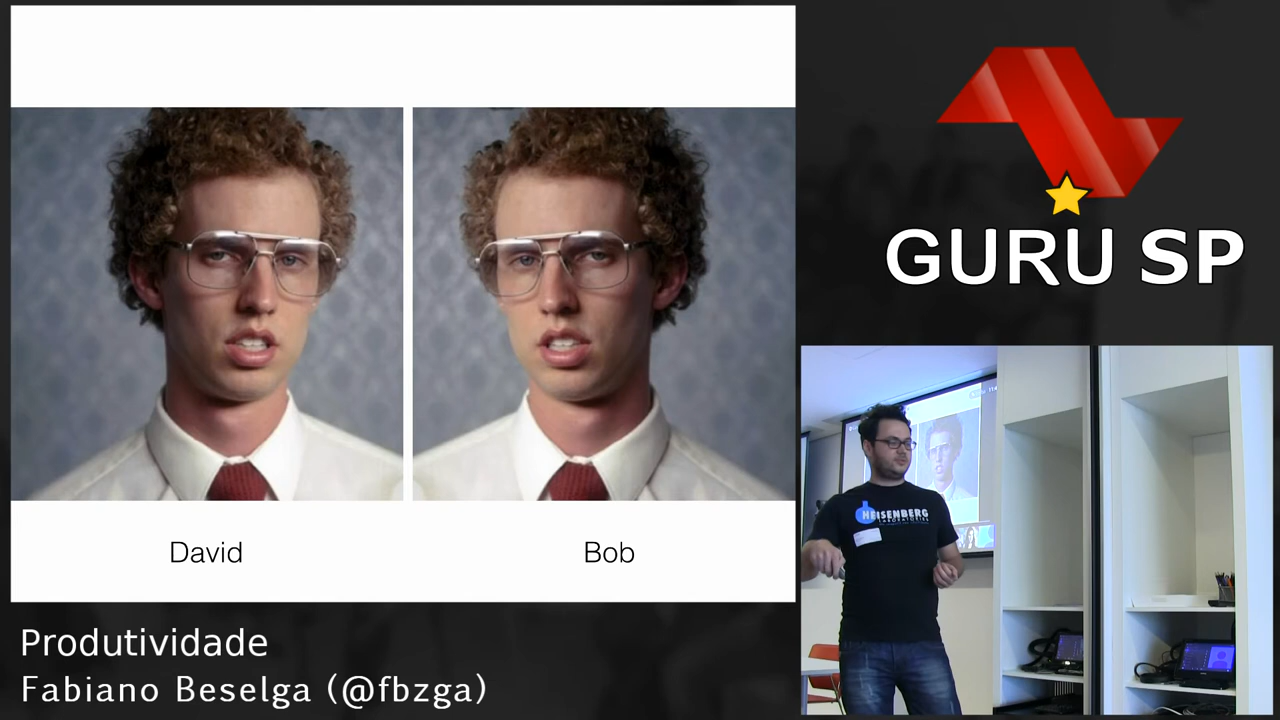 David
Bob
Produtividade
Fabiano Beselga (@fbzga)
GURU SP
HEISENBERG